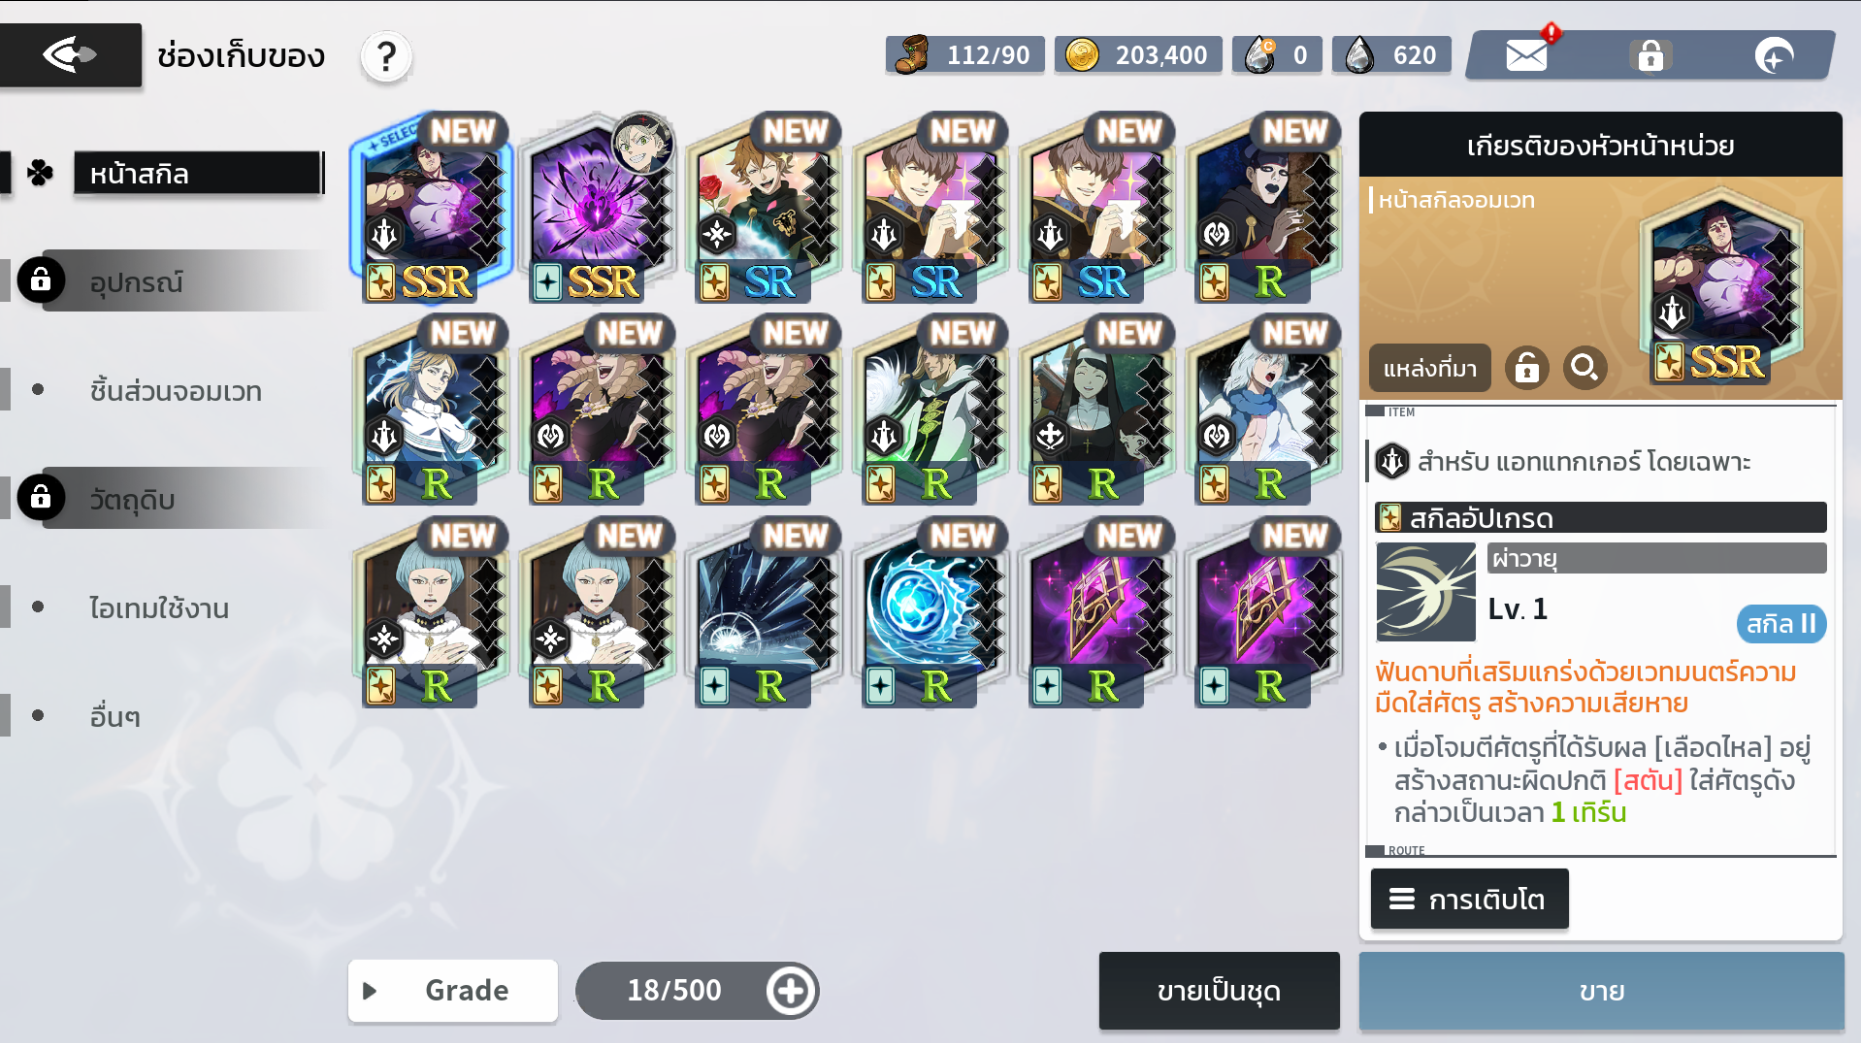 ช่องเก็บของ
?
112/90
203,400
0
620
หน้าสกิล
อุปกรณ์
ชิ้นส่วนจอมเวท
วัตถุดิบ
ไอเทมใช้งาน
อื่นๆ
SELEC NEW NEW NEW NEW NEW
SSR SSR SR SR SR R
NEW NEW NEW NEW NEW NEW
R R R R R R
NEW NEW NEW NEW NEW NEW
R R R R R R
Grade
18/500
ขายเป็นชุด
ขาย
เกียรติของหัวหน้าหน่วย
หน้าสกิลจอมเวท
แหล่งที่มา
SSR
ITEM
สำหรับ แอทแทกเกอร์ โดยเฉพาะ
สกิลอัปเกรด
ผ่าวายุ
Lv. 1
สกิล II
ฟันดาบที่เสริมแกร่งด้วยเวทมนตร์ความ
มืดใส่ศัตรู สร้างความเสียหาย
• เมื่อโจมตีศัตรูที่ได้รับผล [เลือดไหล] อยู่
สร้างสถานะผิดปกติ [สตัน] ใส่ศัตรูดัง
กล่าวเป็นเวลา 1 เทิร์น
ROUTE
การเติบโต